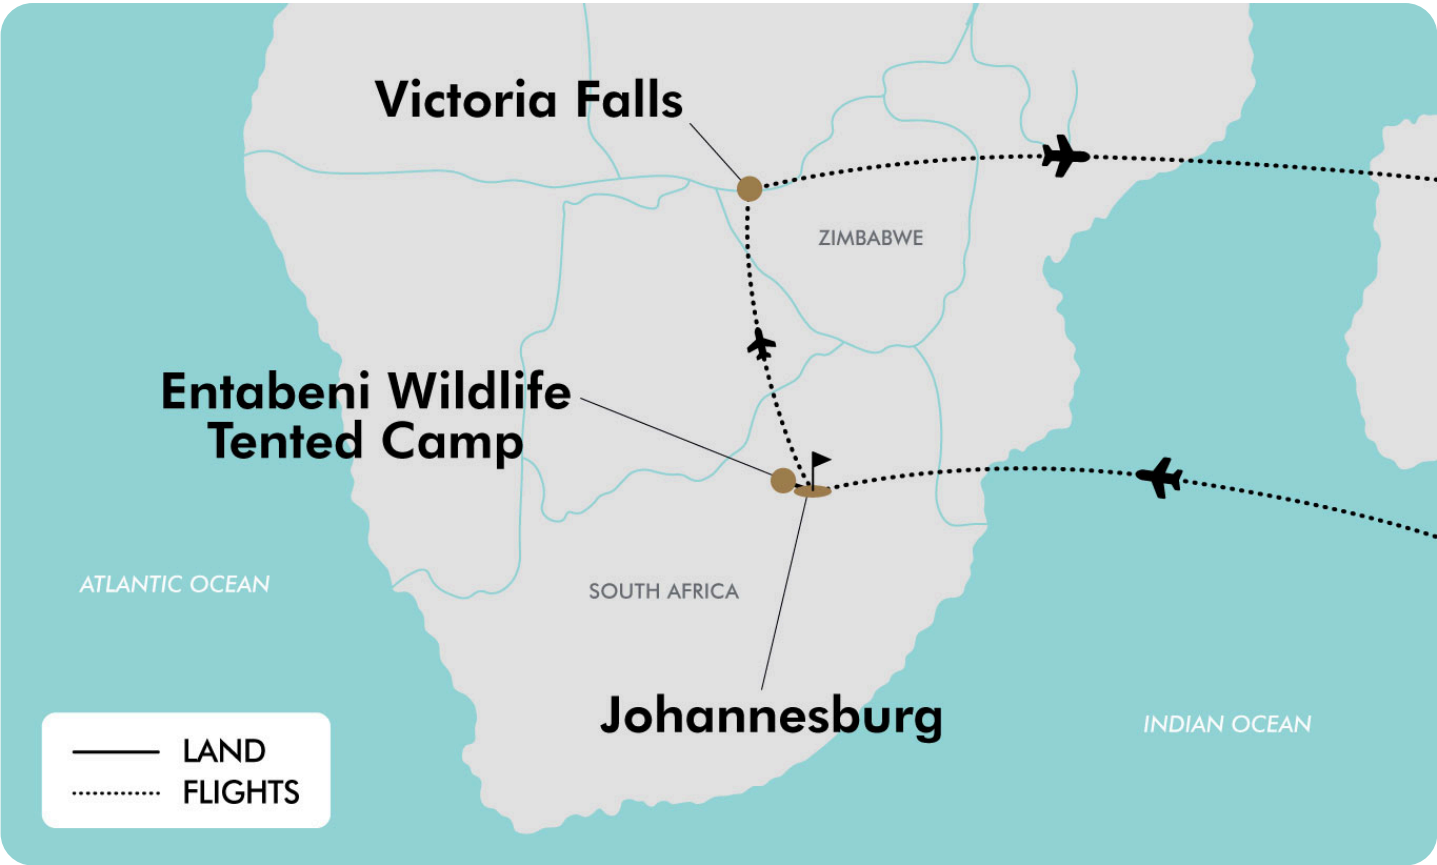 Victoria Falls
ZIMBABWE
Entabeni Wildlife
Tented Camp
ATLANTIC OCEAN
SOUTH AFRICA
Johannesburg
INDIAN OCEAN
LAND
FLIGHTS